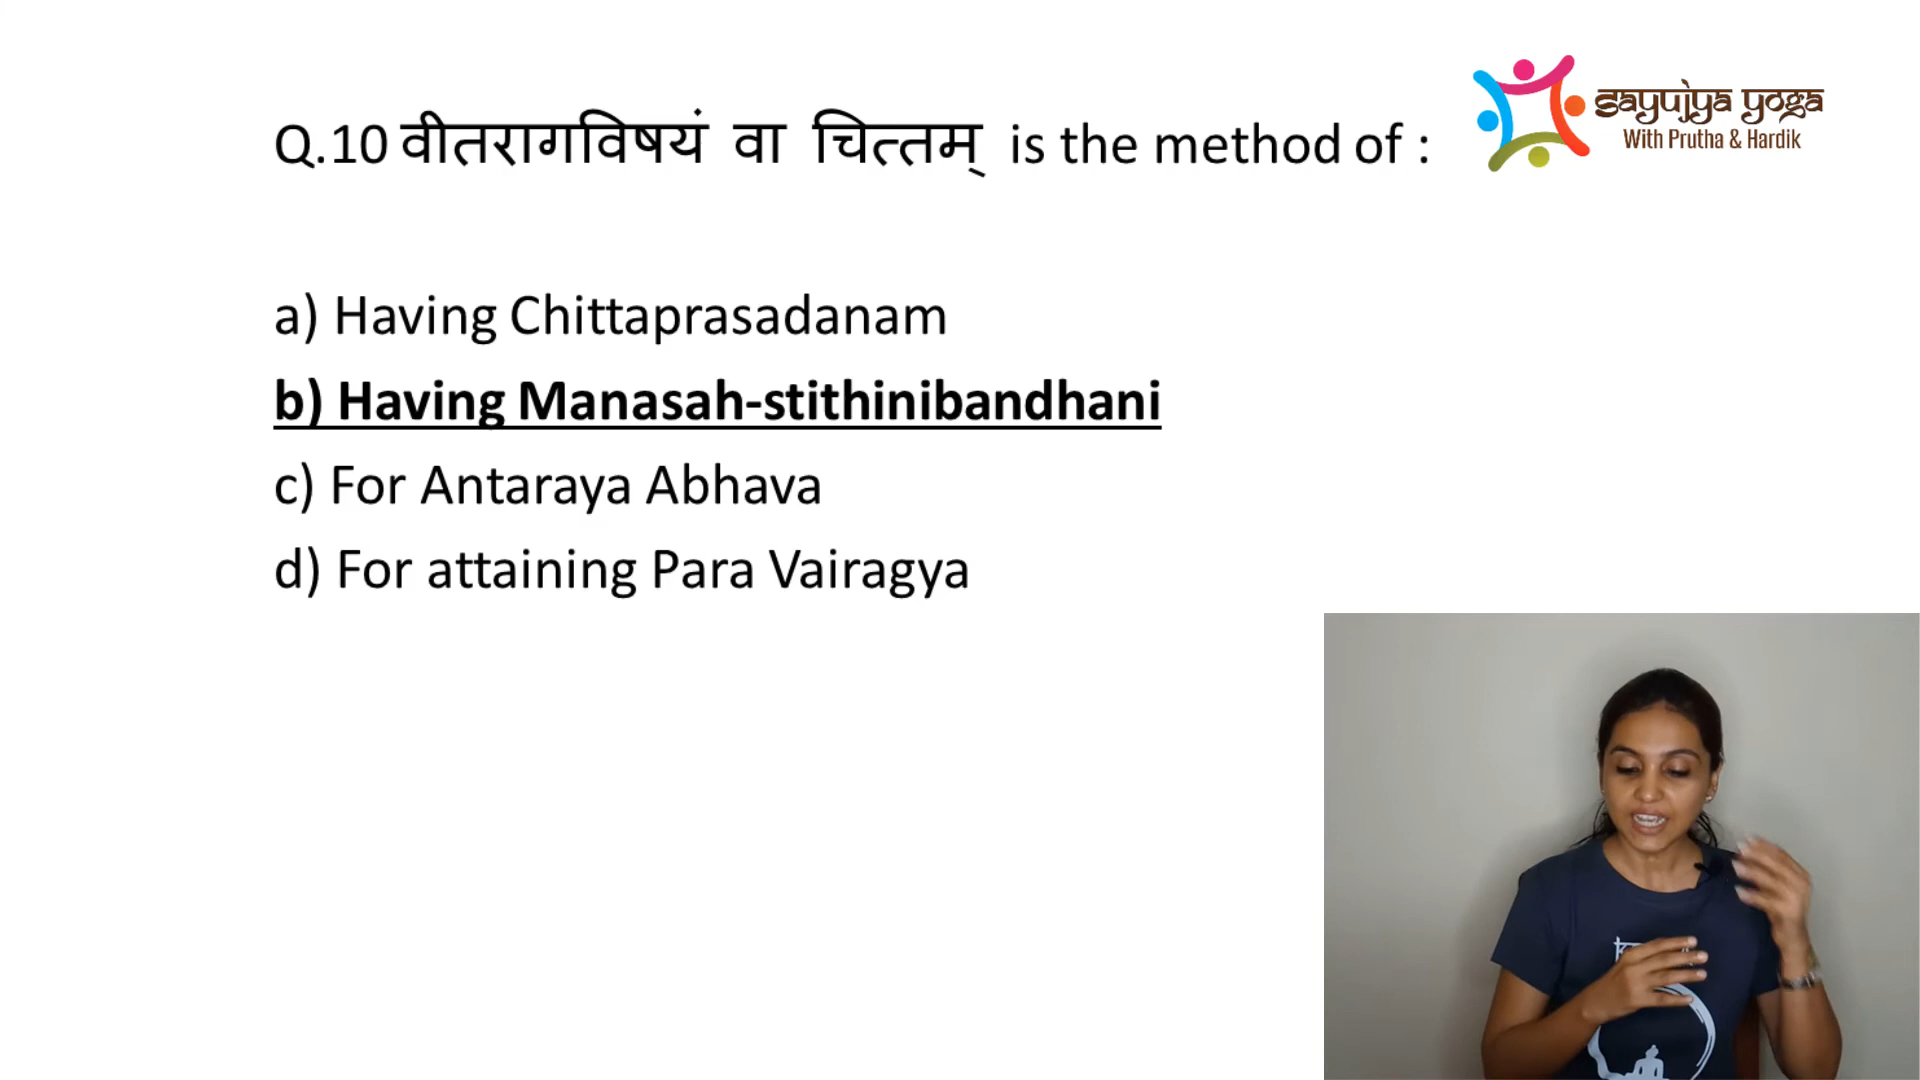 Q.10 वीतरागविषयं वा चित्तम् is the method of :
sayujya yoga
With Prutha & Hardik
a) Having Chittaprasadanam
b) Having Manasah-stithinibandhani
c) For Antaraya Abhava
d) For attaining Para Vairagya